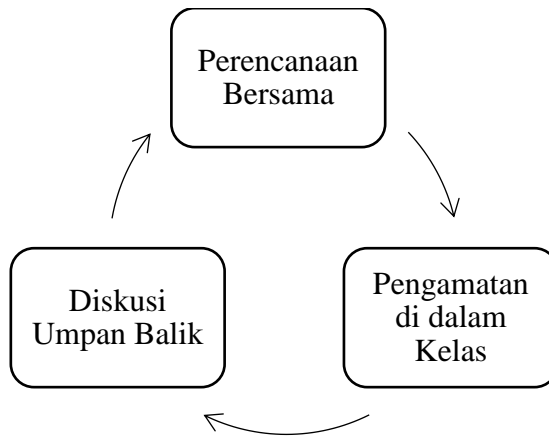 Perencanaan
Bersama
Pengamatan
di dalam
Kelas
Diskusi
Umpan Balik